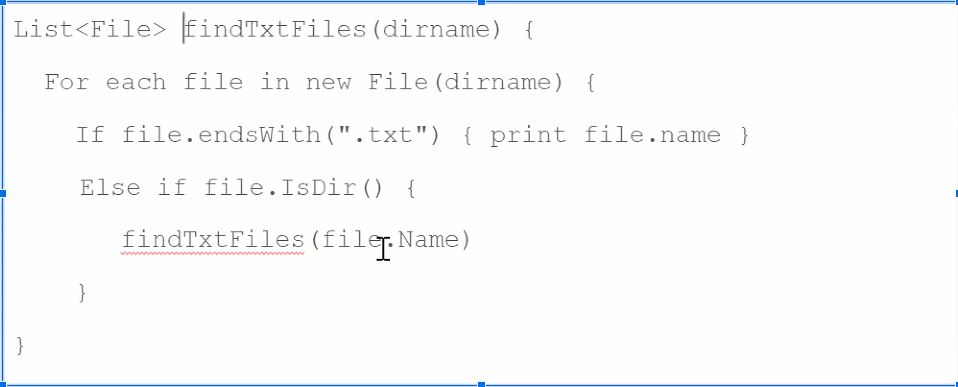 List<File> findTxtFiles(dirname) {
For each file in new File(dirname) {
If file.endsWith(".txt") { print file.name }
Else if file.IsDir() {
findTxtFiles(file.Name)
}
}